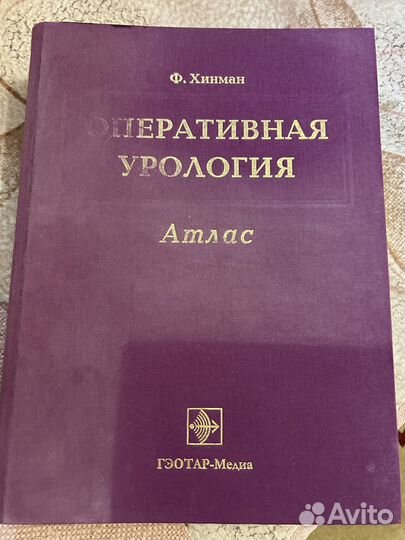 Ф. Хинман
ОПЕРАТИВНАЯ
УРОЛОГИЯ
Атлас
ГЭОТАР-Медиа
Avito